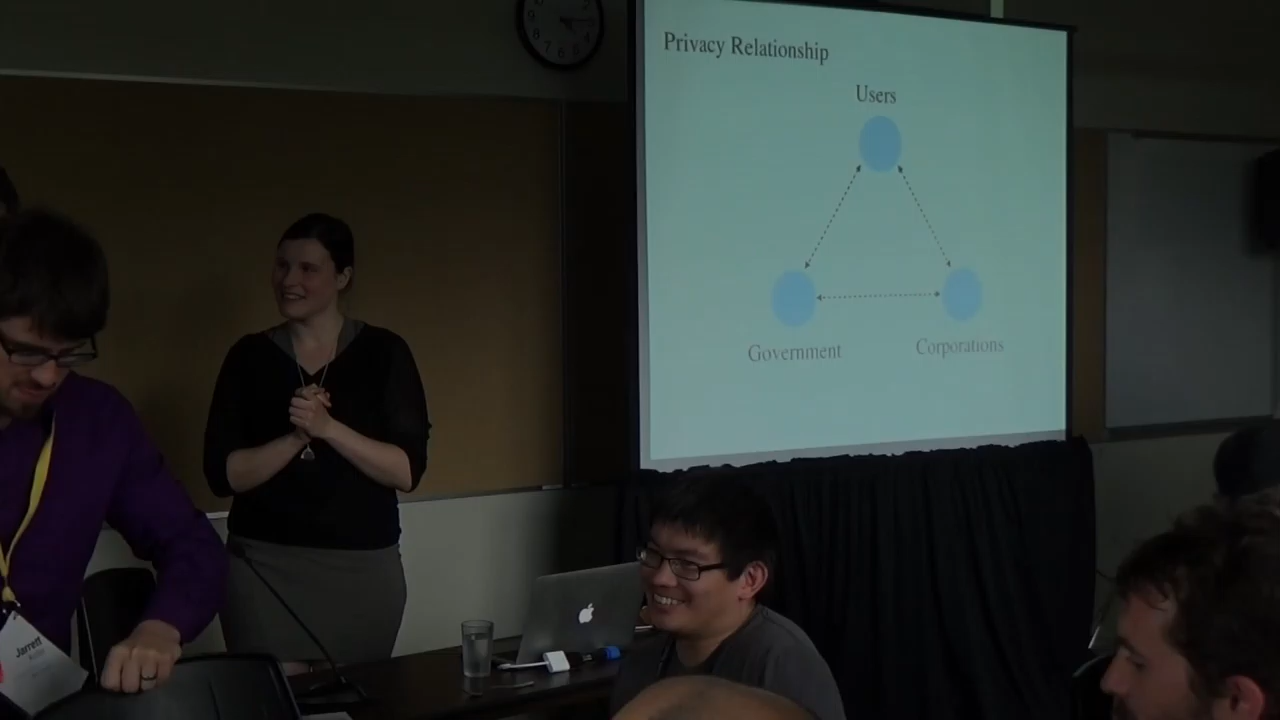 Privacy Relationship
Users
Government
Corporations
Jarrett